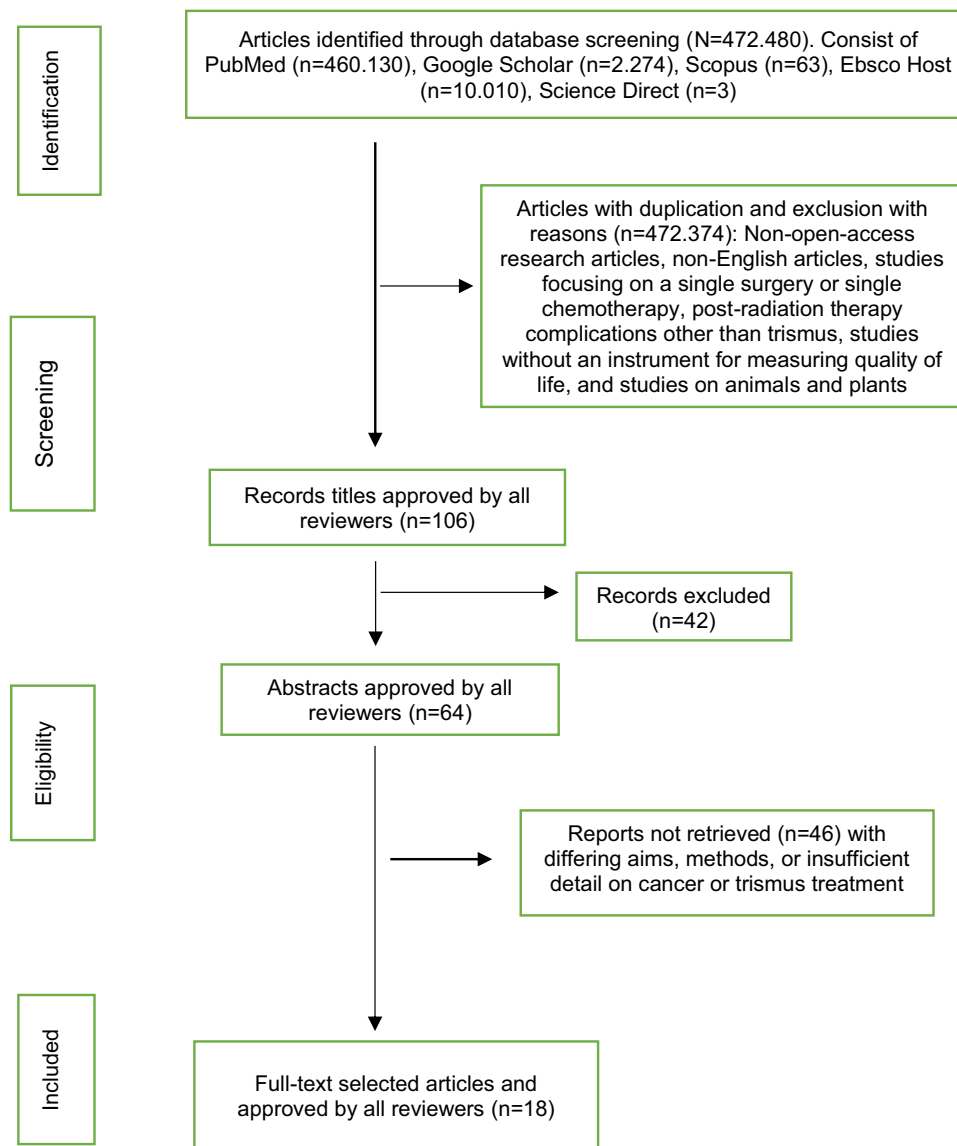 Identification
Articles identified through database screening (N=472.480). Consist of
PubMed (n=460.130), Google Scholar (n=2.274), Scopus (n=63), Ebsco Host
(n=10.010), Science Direct (n=3)
Articles with duplication and exclusion with
reasons (n=472.374): Non-open-access
research articles, non-English articles, studies
focusing on a single surgery or single
chemotherapy, post-radiation therapy
complications other than trismus, studies
without an instrument for measuring quality of
life, and studies on animals and plants
Screening
Records titles approved by all
reviewers (n=106)
Records excluded
(n=42)
Abstracts approved by all
reviewers (n=64)
Eligibility
Reports not retrieved (n=46) with
differing aims, methods, or insufficient
detail on cancer or trismus treatment
Included
Full-text selected articles and
approved by all reviewers (n=18)